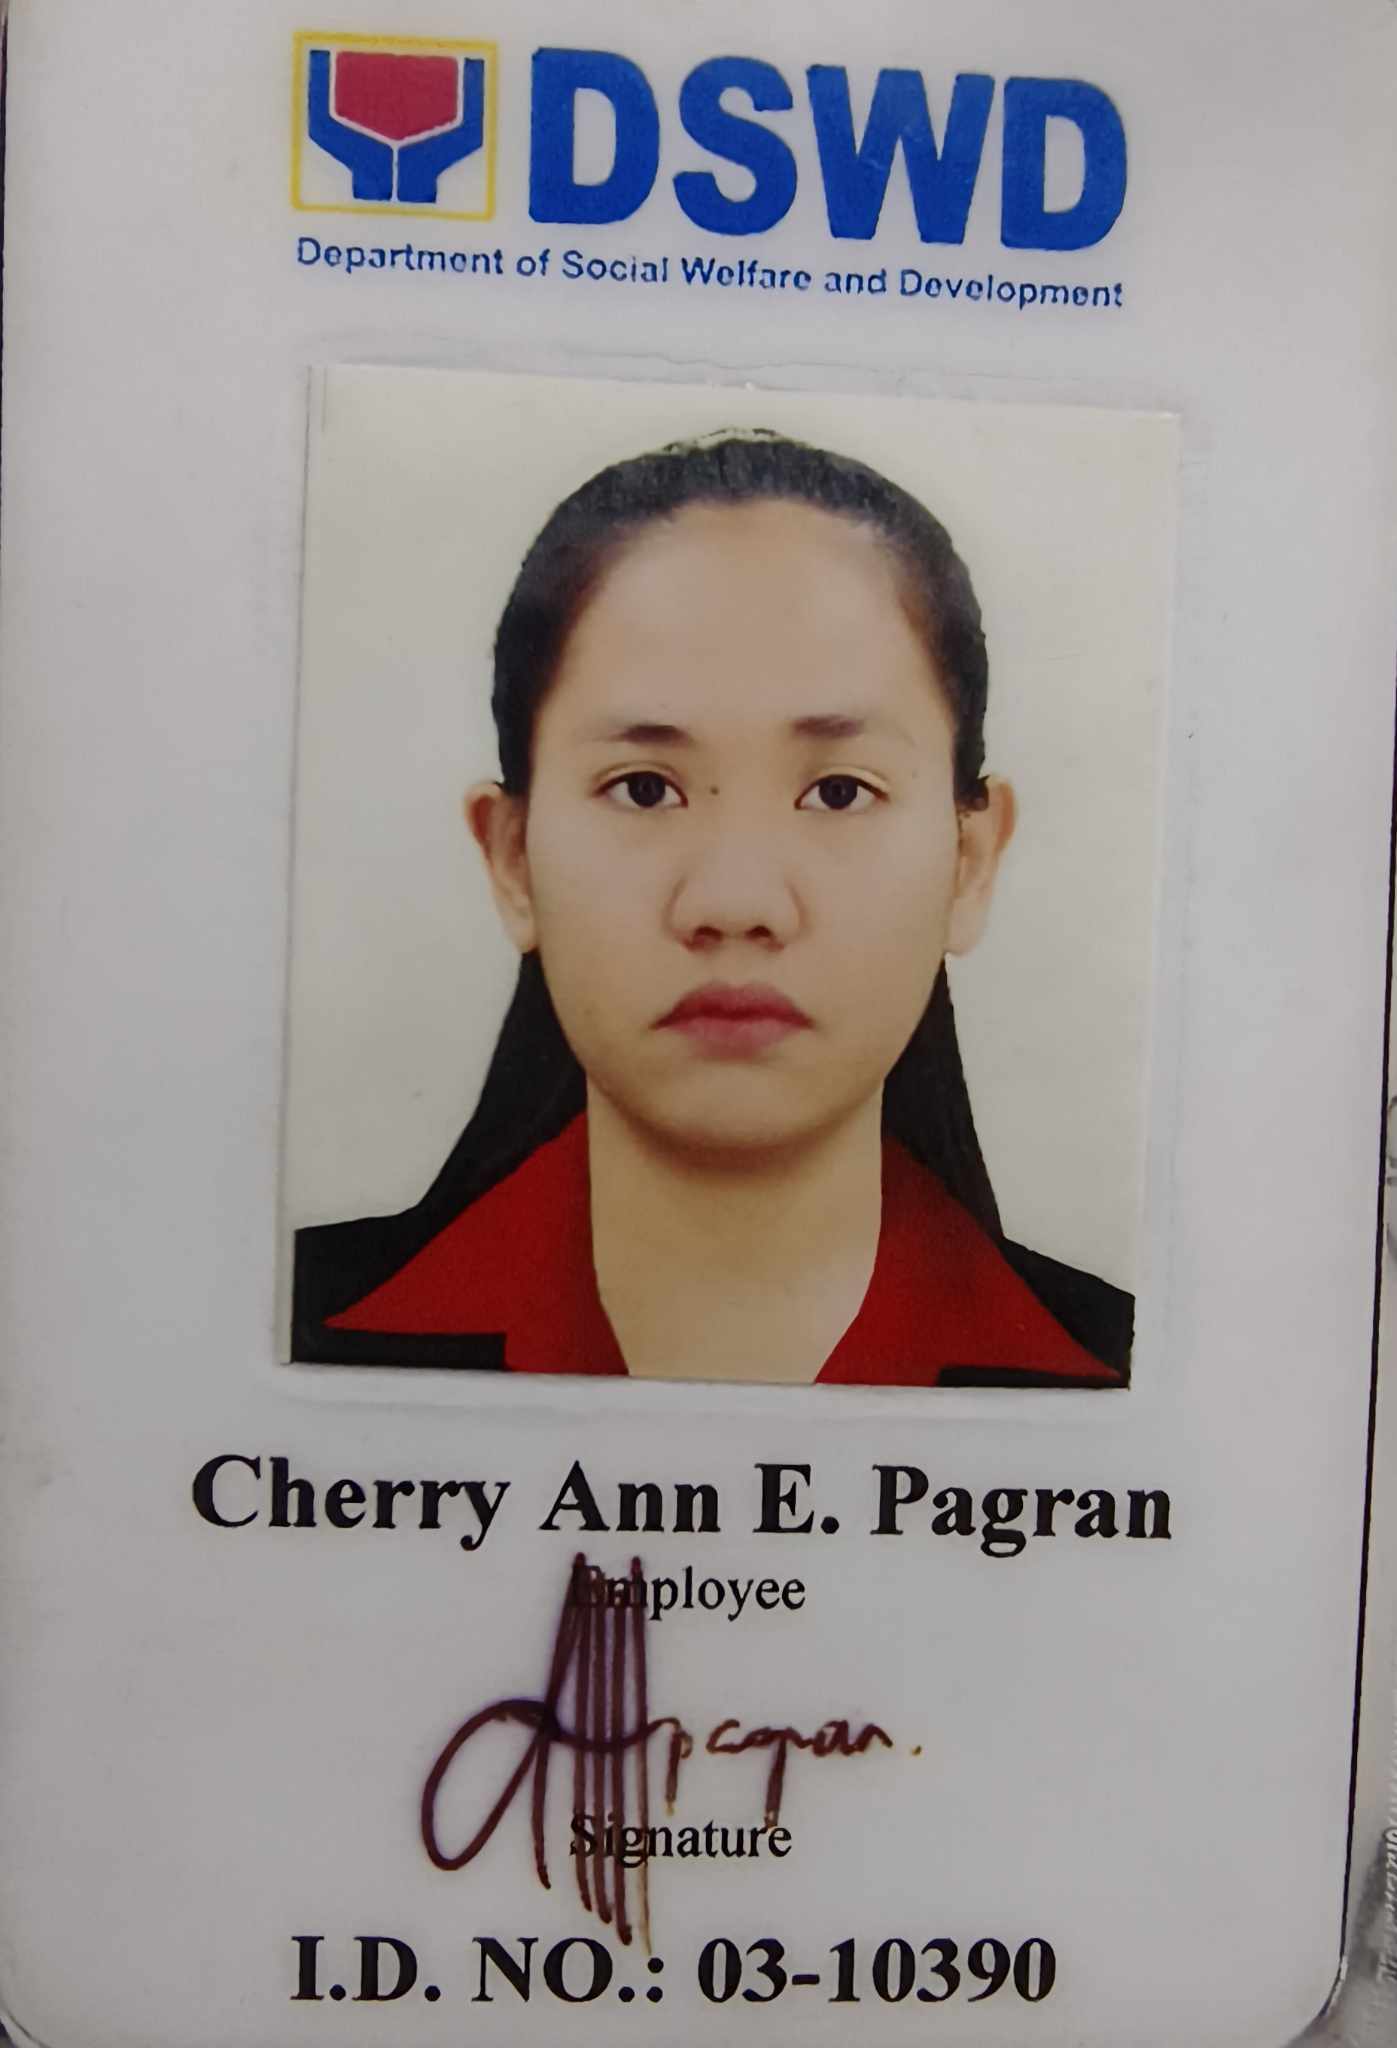 DSWD
Department of Social Welfare and Development
Cherry Ann E. Pagran
Employee
Signature
I.D. NO.: 03-10390